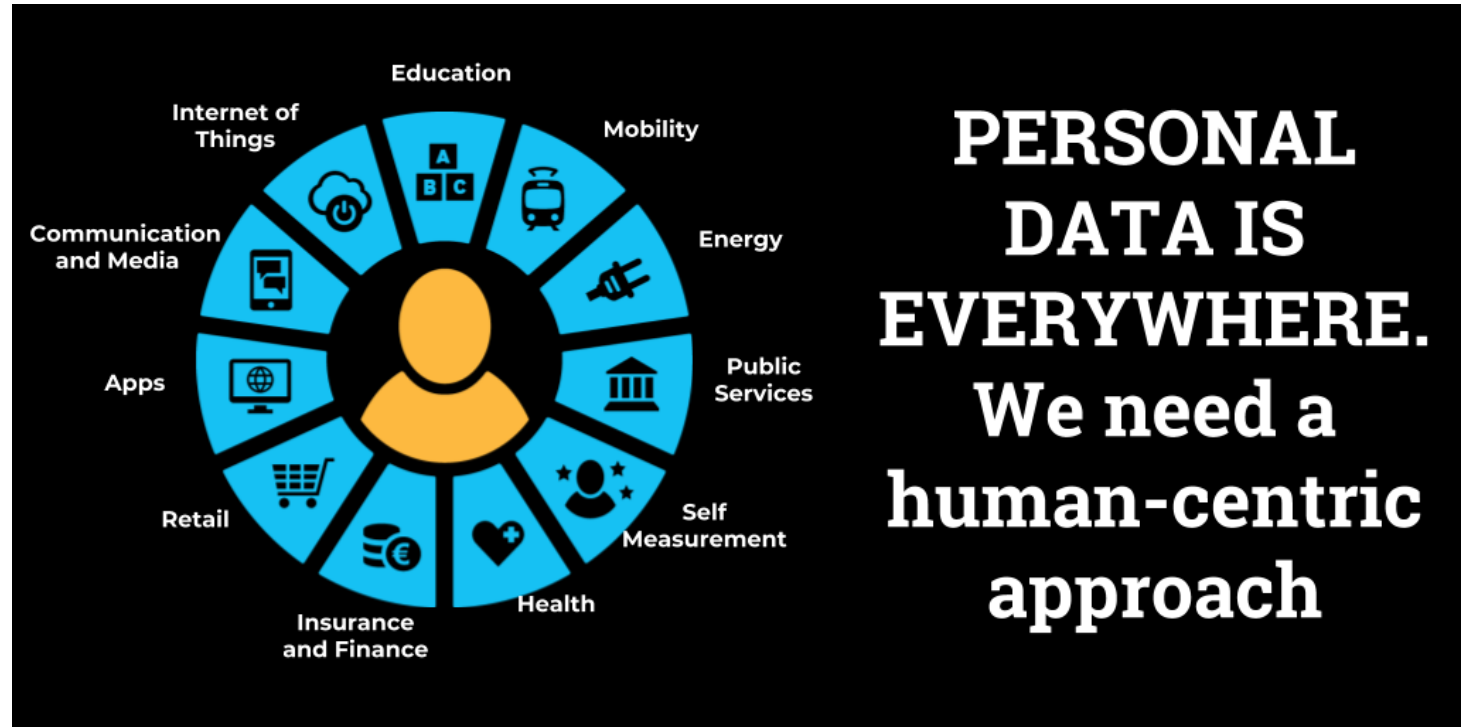 Education
Mobility
Energy
Public
Services
Self
Measurement
Health
Insurance
and Finance
Retail
Apps
Communication
and Media
Internet of
Things
A
B C
€
PERSONAL
DATA IS
EVERYWHERE.
We need a
human-centric
approach